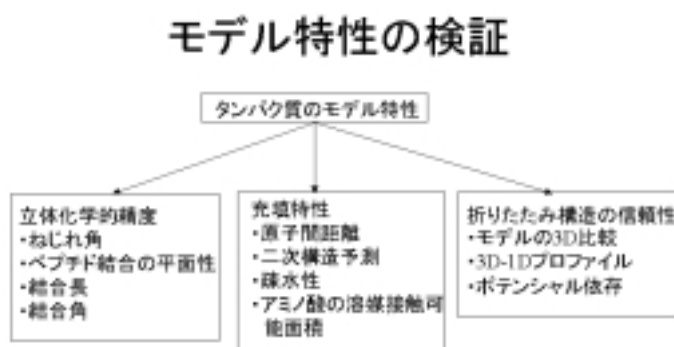 モデル特性の検証
タンパク質のモデル特性
立体化学的精度
・ねじれ角
・ペプチド結合の平面性
・結合長
・結合角
充填特性
・原子間距離
・二次構造予測
・疎水性
・アミノ酸の溶媒接触可
能面積
折りたたみ構造の信頼性
・モデルの3D比較
・3D-1Dプロファイル
・ポテンシャル依存